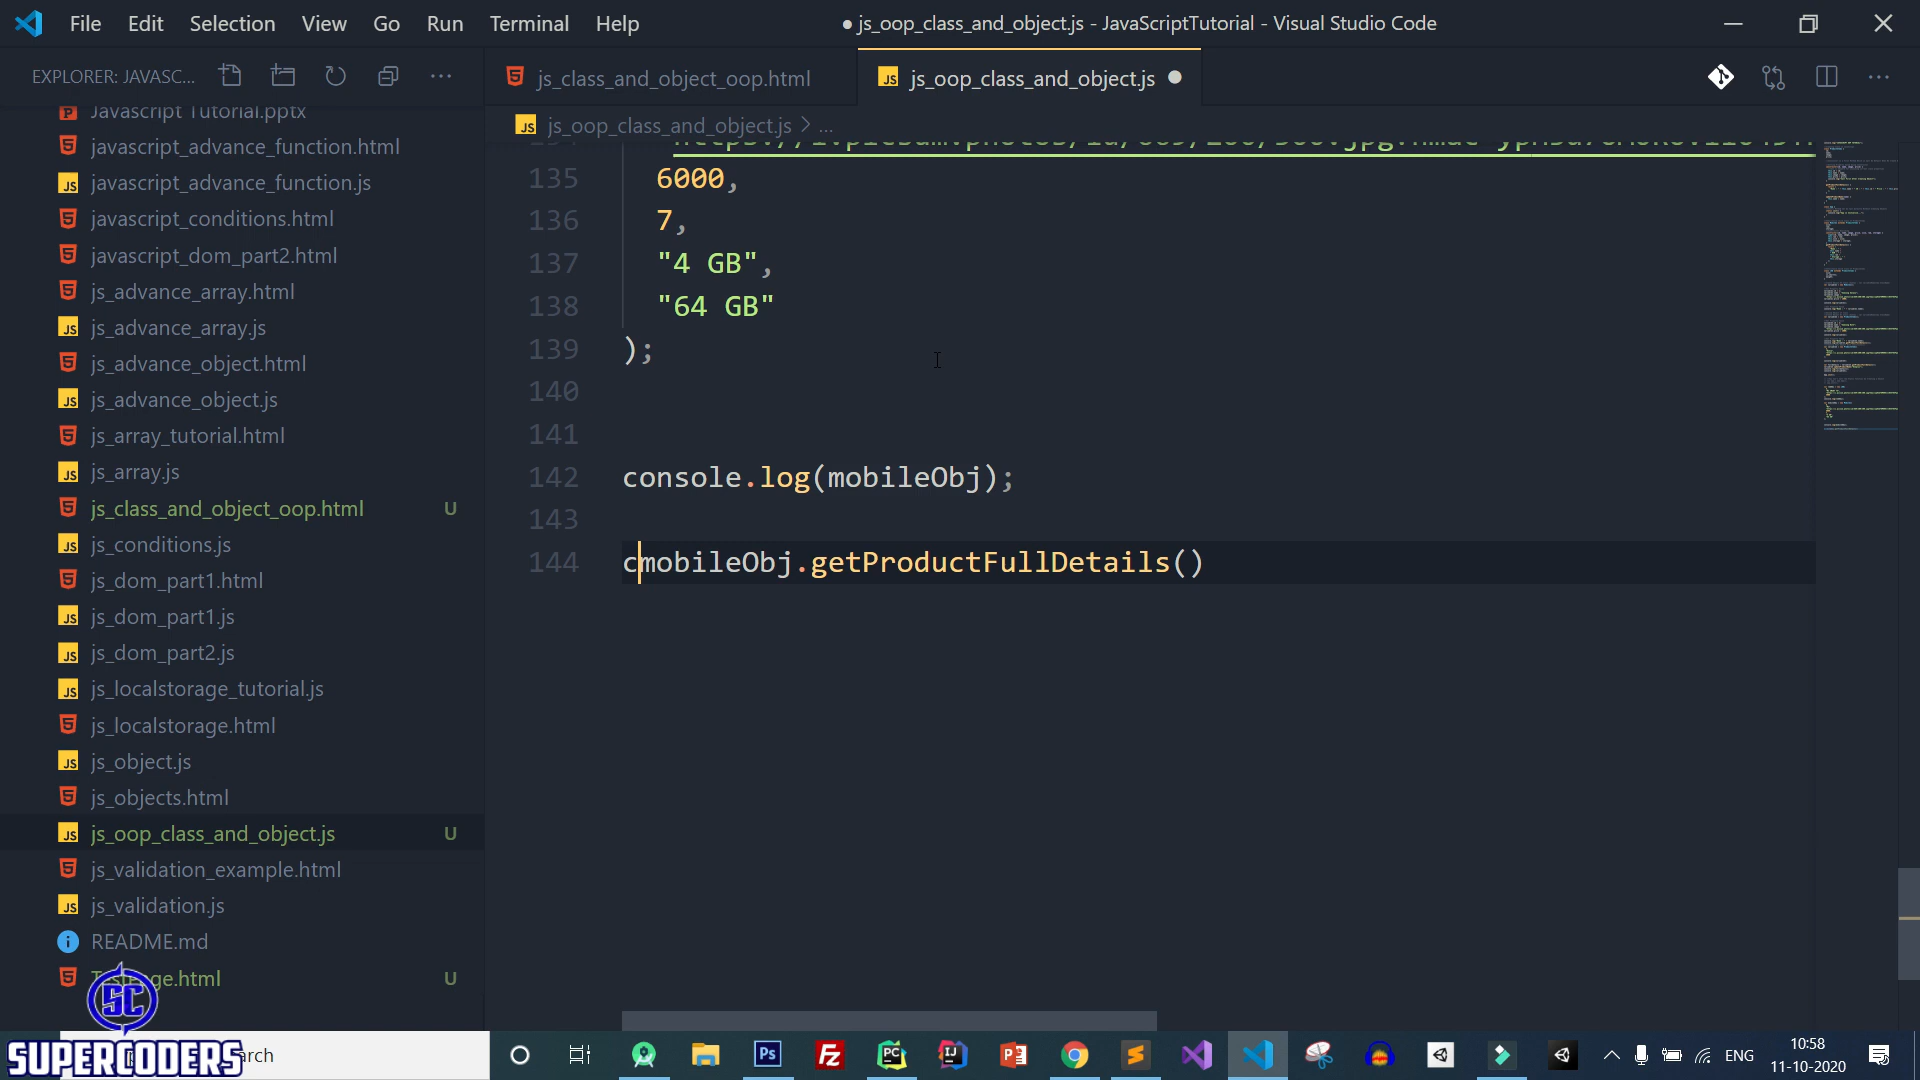 File Edit Selection View Go Run Terminal Help
● js_oop_class_and_object.js - JavaScriptTutorial - Visual Studio Code
EXPLORER: JAVASC...
js_class_and_object_oop.html
js_oop_class_and_object.js
js_oop_class_and_object.js > ...
Javascript Tutorial.pptx
javascript_advance_function.html
javascript_advance_function.js
javascript_conditions.html
javascript_dom_part2.html
js_advance_array.html
js_advance_array.js
js_advance_object.html
js_advance_object.js
js_array_tutorial.html
js_array.js
js_class_and_object_oop.html U
js_conditions.js
js_dom_part1.html
js_dom_part1.js
js_dom_part2.js
js_localstorage_tutorial.js
js_localstorage.html
js_object.js
js_objects.html
js_oop_class_and_object.js U
js_validation_example.html
js_validation.js
README.md
U
135 6000,
136 7,
137 "4 GB",
138 "64 GB"
139 );
140
141
142 console.log(mobileObj);
143
144 cmobileObj.getProductFullDetails()
SC
SUPERCODERS
ENG
10:58
11-10-2020